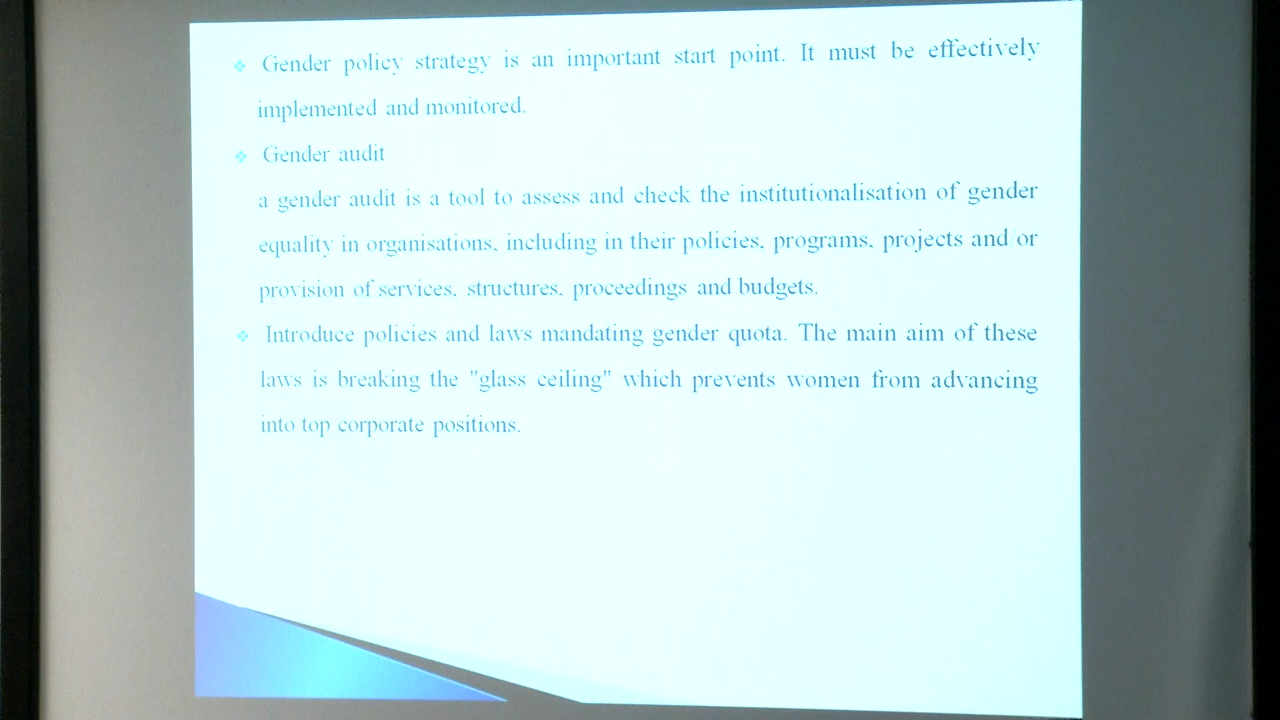 Gender policy strategy is an important start point. It must be effectively
implemented and monitored.
Gender audit
a gender audit is a tool to assess and check the institutionalisation of gender
equality in organisations, including in their policies, programs, projects and/or
provision of services, structures, proceedings and budgets.
Introduce policies and laws mandating gender quota. The main aim of these
laws is breaking the "glass ceiling" which prevents women from advancing
into top corporate positions.